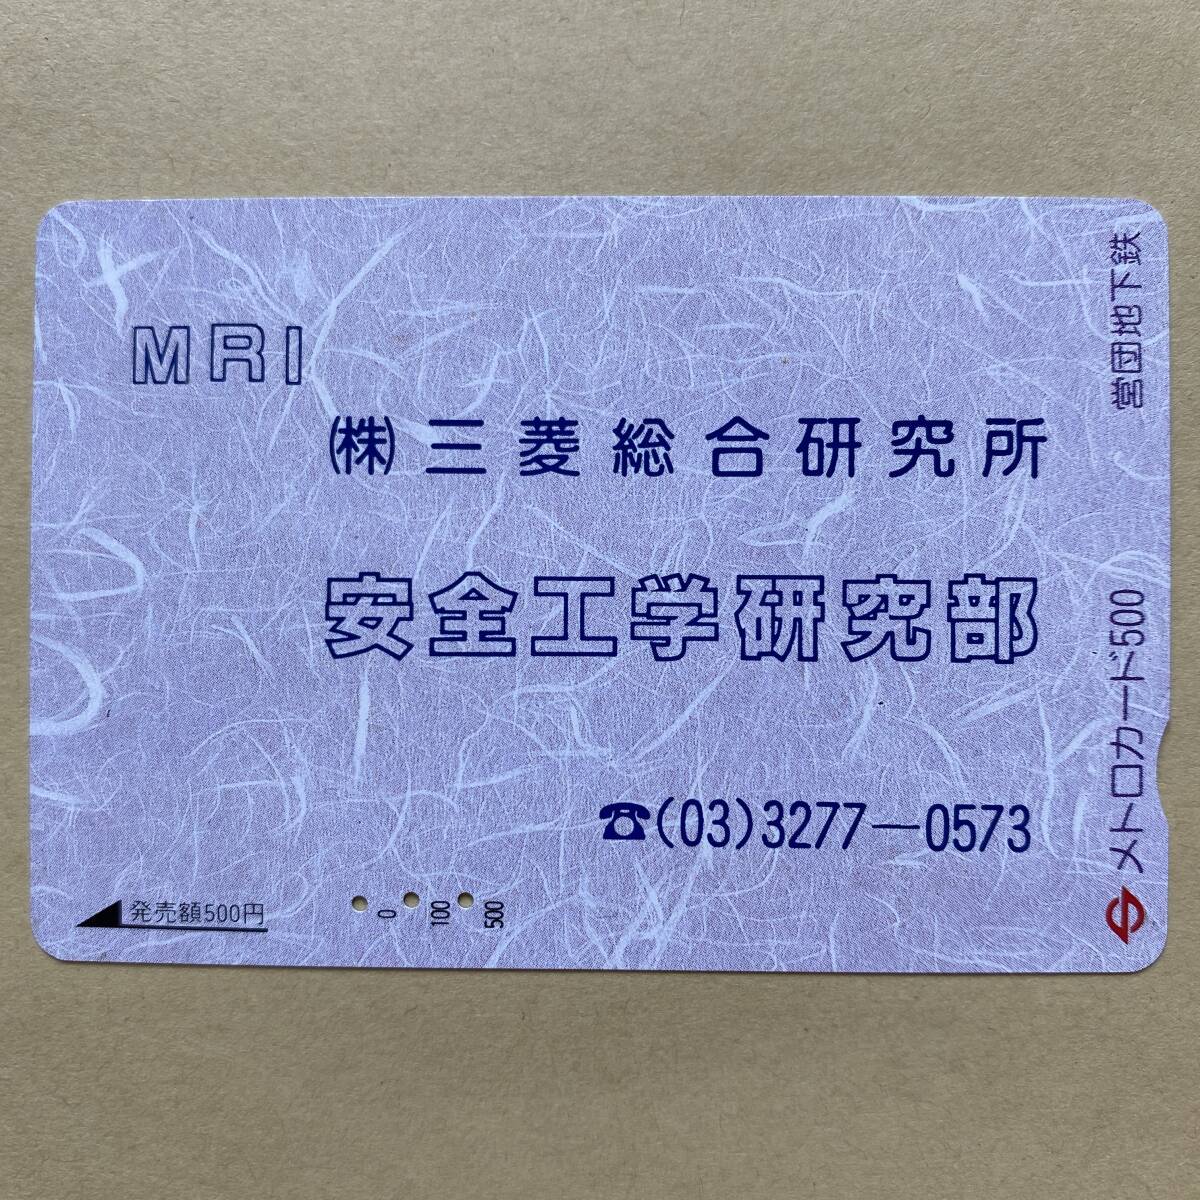 MRI
㈱三菱総合研究所
安全工学研究部
☎(03)3277―0573
発売額500円
0
100
500
営団地下鉄
メトロカード500